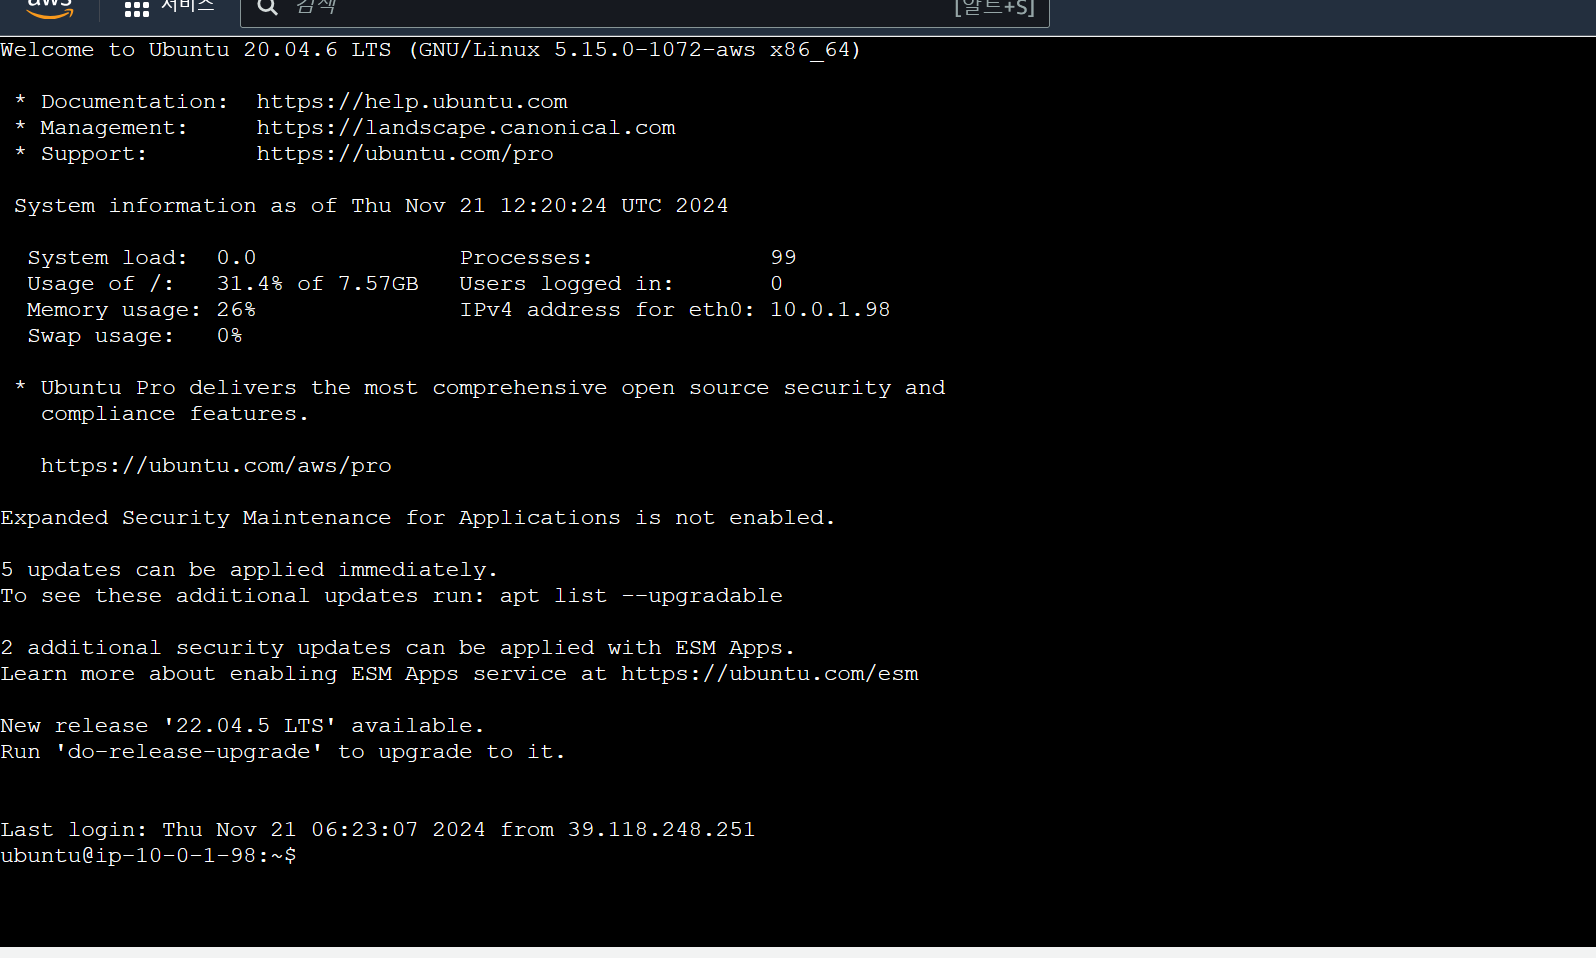 aws 서비스 검색 [알트+S]
Welcome to Ubuntu 20.04.6 LTS (GNU/Linux 5.15.0-1072-aws x86_64)
* Documentation: https://help.ubuntu.com
* Management: https://landscape.canonical.com
* Support: https://ubuntu.com/pro
System information as of Thu Nov 21 12:20:24 UTC 2024
System load: 0.0 Processes: 99
Usage of /: 31.4% of 7.57GB Users logged in: 0
Memory usage: 26% IPv4 address for eth0: 10.0.1.98
Swap usage: 0%
* Ubuntu Pro delivers the most comprehensive open source security and
compliance features.
https://ubuntu.com/aws/pro
Expanded Security Maintenance for Applications is not enabled.
5 updates can be applied immediately.
To see these additional updates run: apt list --upgradable
2 additional security updates can be applied with ESM Apps.
Learn more about enabling ESM Apps service at https://ubuntu.com/esm
New release '22.04.5 LTS' available.
Run 'do-release-upgrade' to upgrade to it.
Last login: Thu Nov 21 06:23:07 2024 from 39.118.248.251
ubuntu@ip-10-0-1-98:~$